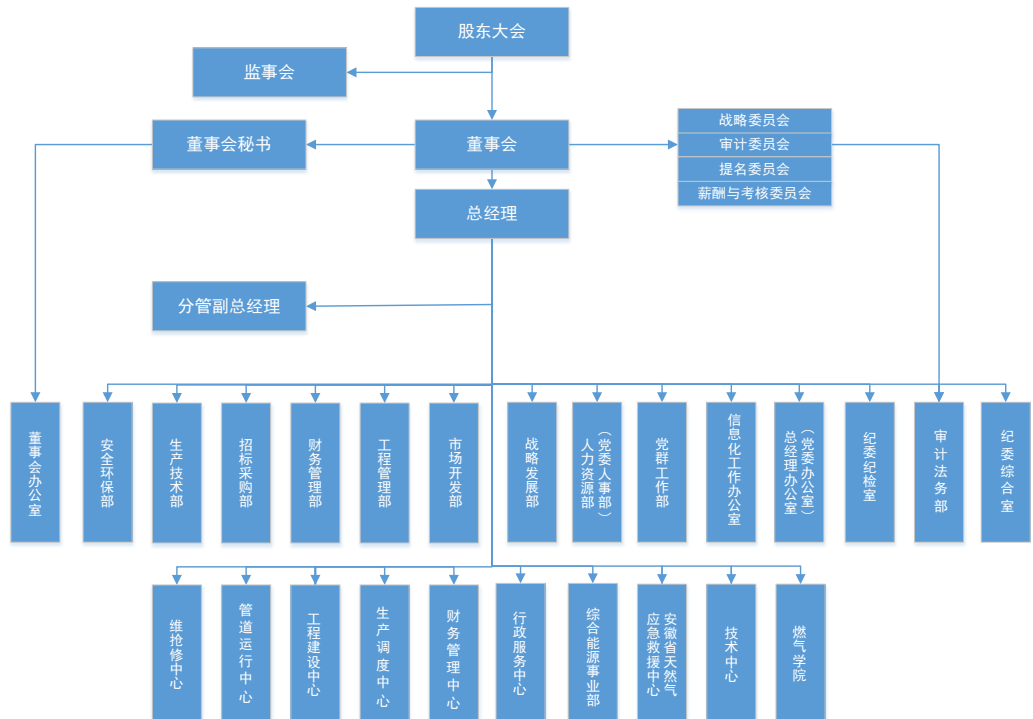 股东大会
监事会
董事会秘书
董事会
战略委员会
审计委员会
提名委员会
薪酬与考核委员会
总经理
分管副总经理
董事会办公室
安全环保部
生产技术部
招标采购部
财务管理部
工程管理部
市场开发部
战略发展部
人力资源部
（党委人事部）
党群工作部
信息化工作办公室
总经理办公室
（党委办公室）
纪委纪检室
审计法务部
纪委综合室
维抢修中心
管道运行中心
工程建设中心
生产调度中心
财务管理中心
行政服务中心
综合能源事业部
安徽省天然气
应急救援中心
技术中心
燃气学院